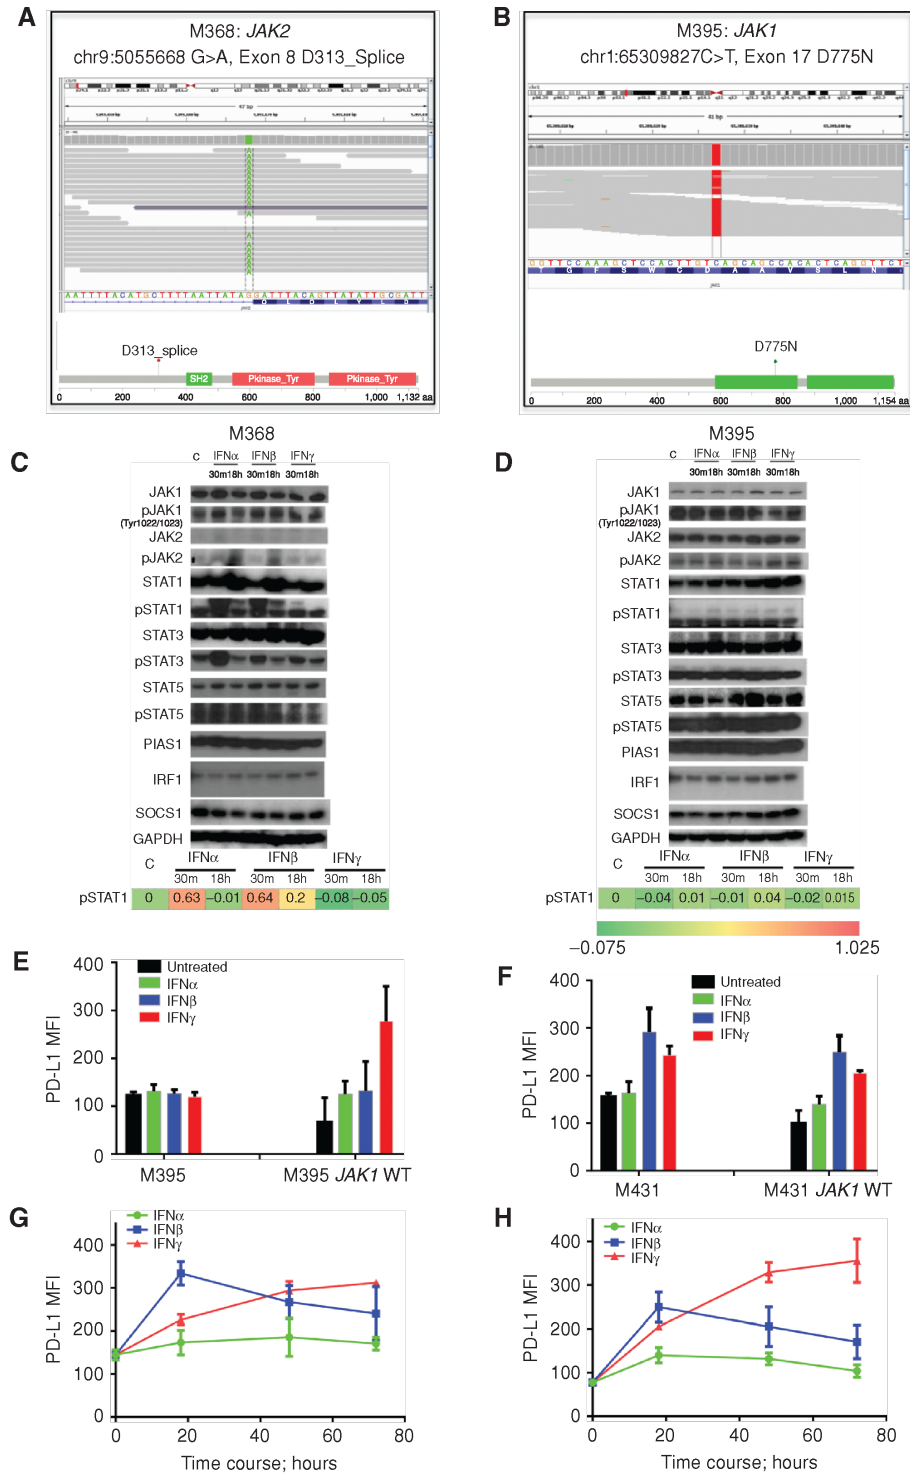 A
M368: JAK2
chr9:5055668 G>A, Exon 8 D313_Splice
47 bp
A A T T T T A C A T G C T T T T A A T T A T A G G A T T T A C A G T T A T A T T G C G A T T
JAK2
D313_splice
SH2 Pkinase_Tyr Pkinase_Tyr
0 200 400 600 800 1,000 1,132 aa
B
M395: JAK1
chr1:65309827C>T, Exon 17 D775N
41 bp
G G T T C C A A A G C T C C A C T T G T C A G C A G C C A C A C T C A G G T T C T
T G F S W C D A A V S L N
JAK1
D775N
0 200 400 600 800 1,000 1,154 aa
C
M368
C IFNα IFNβ IFNγ
30m18h 30m18h 30m18h
JAK1
pJAK1
(Tyr1022/1023)
JAK2
pJAK2
STAT1
pSTAT1
STAT3
pSTAT3
STAT5
pSTAT5
PIAS1
IRF1
SOCS1
GAPDH
C IFNα IFNβ IFNγ
30m 18h 30m 18h 30m 18h
pSTAT1 0 0.63 −0.01 0.64 0.2 −0.08 −0.05
D
M395
C IFNα IFNβ IFNγ
30m18h 30m18h 30m18h
JAK1
pJAK1
(Tyr1022/1023)
JAK2
pJAK2
STAT1
pSTAT1
STAT3
pSTAT3
STAT5
pSTAT5
PIAS1
IRF1
SOCS1
GAPDH
C IFNα IFNβ IFNγ
30m 18h 30m 18h 30m 18h
pSTAT1 0 −0.04 0.01 −0.01 0.04 −0.02 0.015
−0.075 1.025
E
Untreated
IFNα
IFNβ
IFNγ
PD-L1 MFI
400
300
200
100
0
M395 M395 JAK1 WT
F
Untreated
IFNα
IFNβ
IFNγ
PD-L1 MFI
400
300
200
100
0
M431 M431 JAK1 WT
G
IFNα
IFNβ
IFNγ
PD-L1 MFI
400
300
200
100
0
0 20 40 60 80
Time course; hours
H
IFNα
IFNβ
IFNγ
PD-L1 MFI
400
300
200
100
0
0 20 40 60 80
Time course; hours